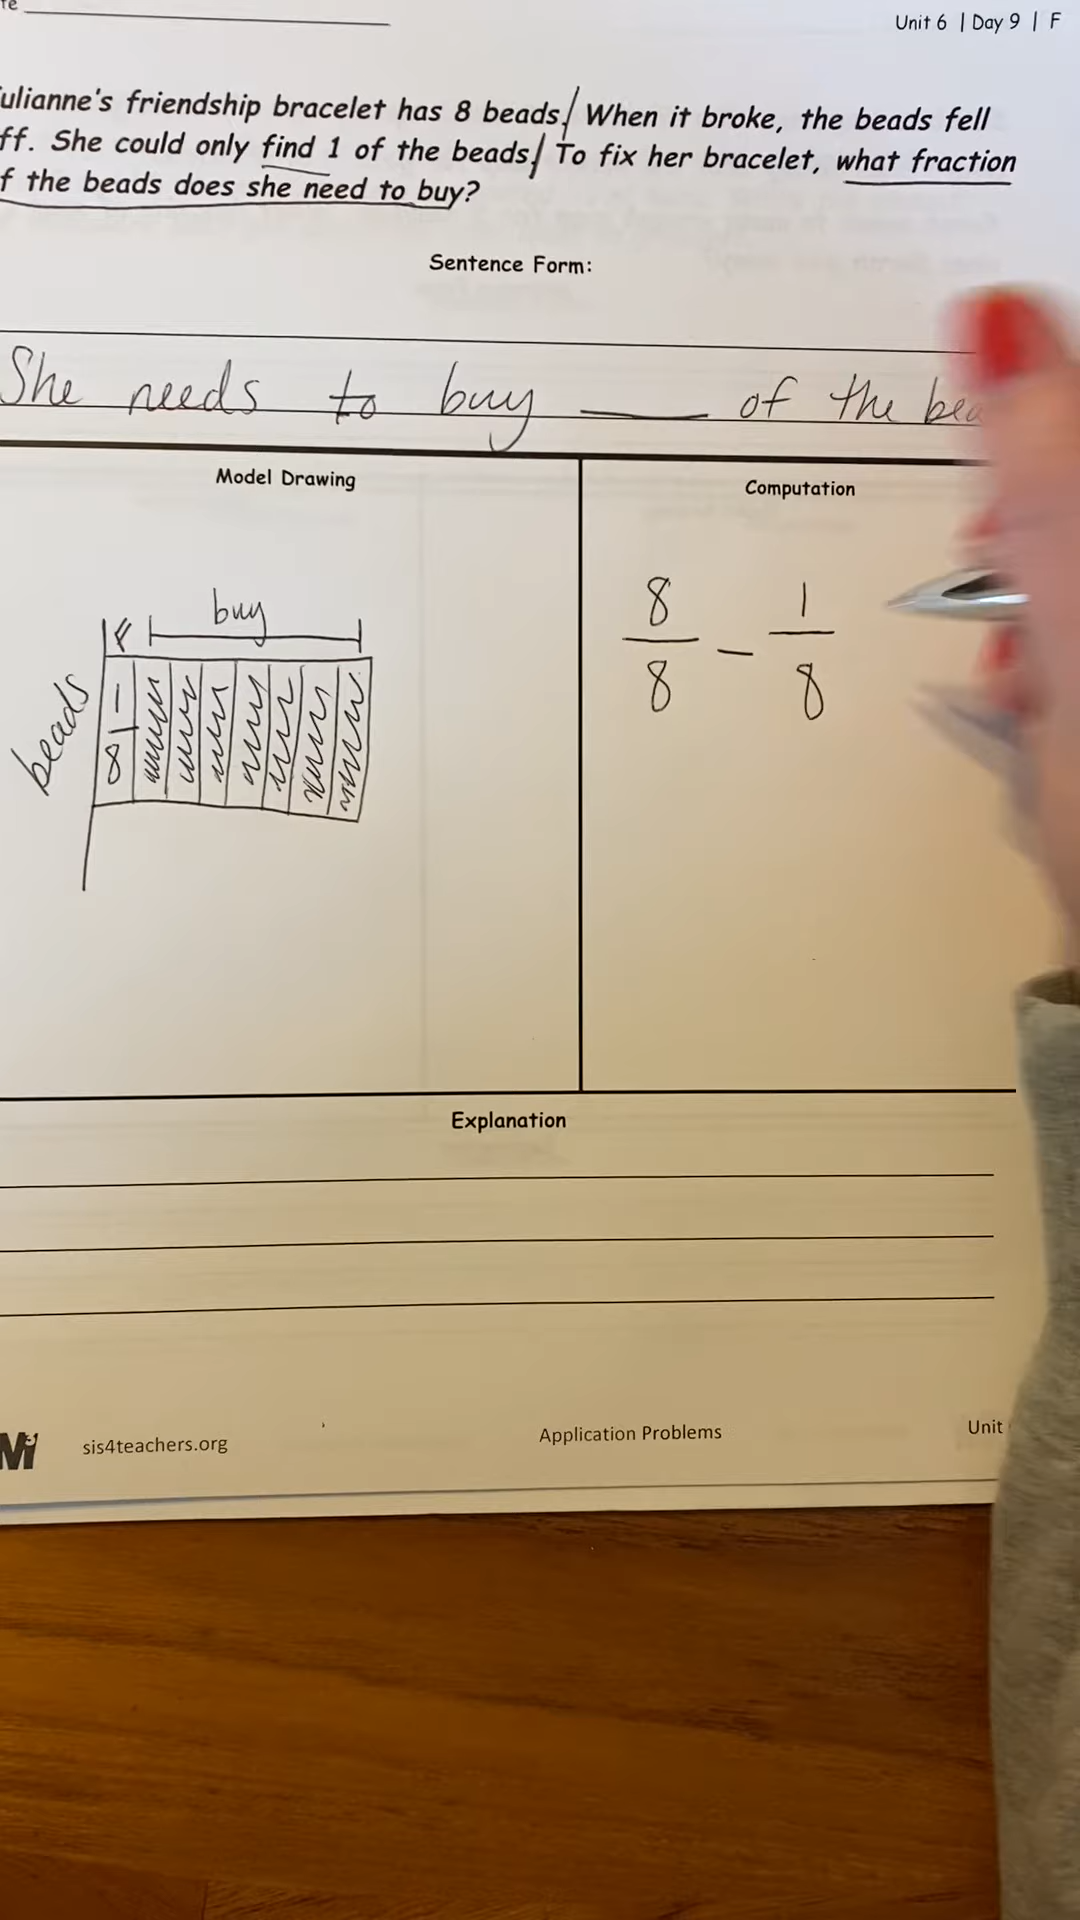 Unit 6 | Day 9 | F
ulianne's friendship bracelet has 8 beads. When it broke, the beads fell
ff. She could only find 1 of the beads. To fix her bracelet, what fraction
f the beads does she need to buy?
Sentence Form:
She needs to buy ___ of the bea
Model Drawing
Computation
buy
F
beads
1/8
8/8 - 1/8
Explanation
sis4teachers.org
Application Problems
Unit